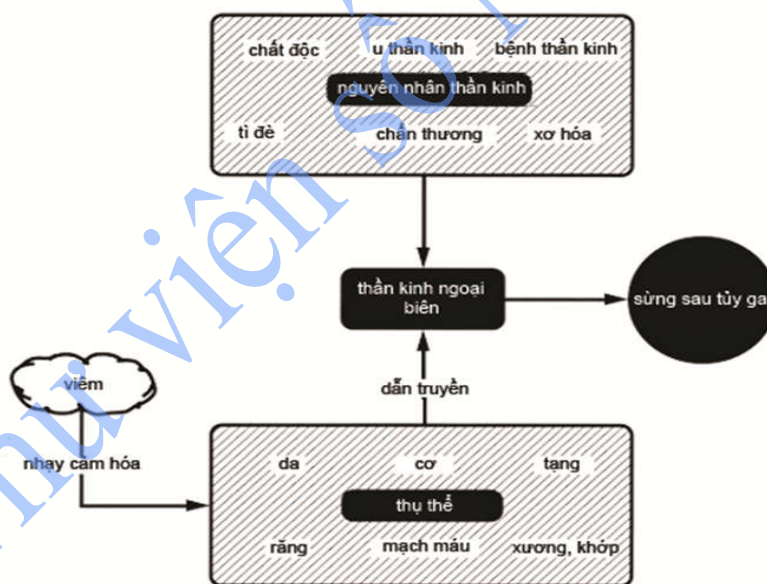 chất độc
u thần kinh
bệnh thần kinh
nguyên nhân thần kinh
tì đè
chấn thương
xơ hóa
thần kinh ngoại
biên
sừng sau tủy ga
dẫn truyền
viêm
nhạy cảm hóa
da
cơ
tạng
thụ thể
răng
mạch máu
xương, khớp
viện số